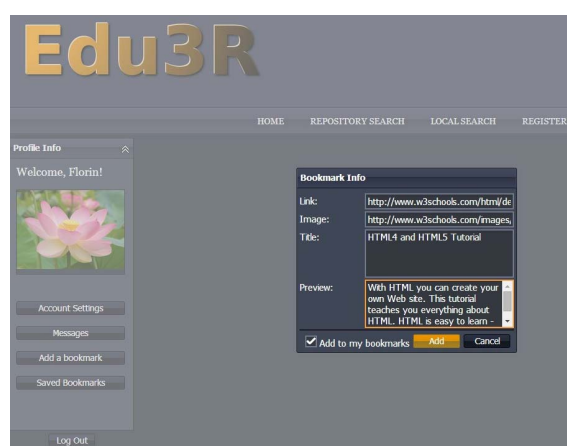 Edu3R
HOME REPOSITORY SEARCH LOCAL SEARCH REGISTER
Profile Info
Welcome, Florin!
Account Settings
Messages
Add a bookmark
Saved Bookmarks
Log Out
Bookmark Info
Link: http://www.w3schools.com/html/de
Image: http://www.w3schools.com/images,
Title: HTML4 and HTML5 Tutorial
Preview: With HTML you can create your
own Web site. This tutorial
teaches you everything about
HTML. HTML is easy to learn -
Add to my bookmarks Add Cancel